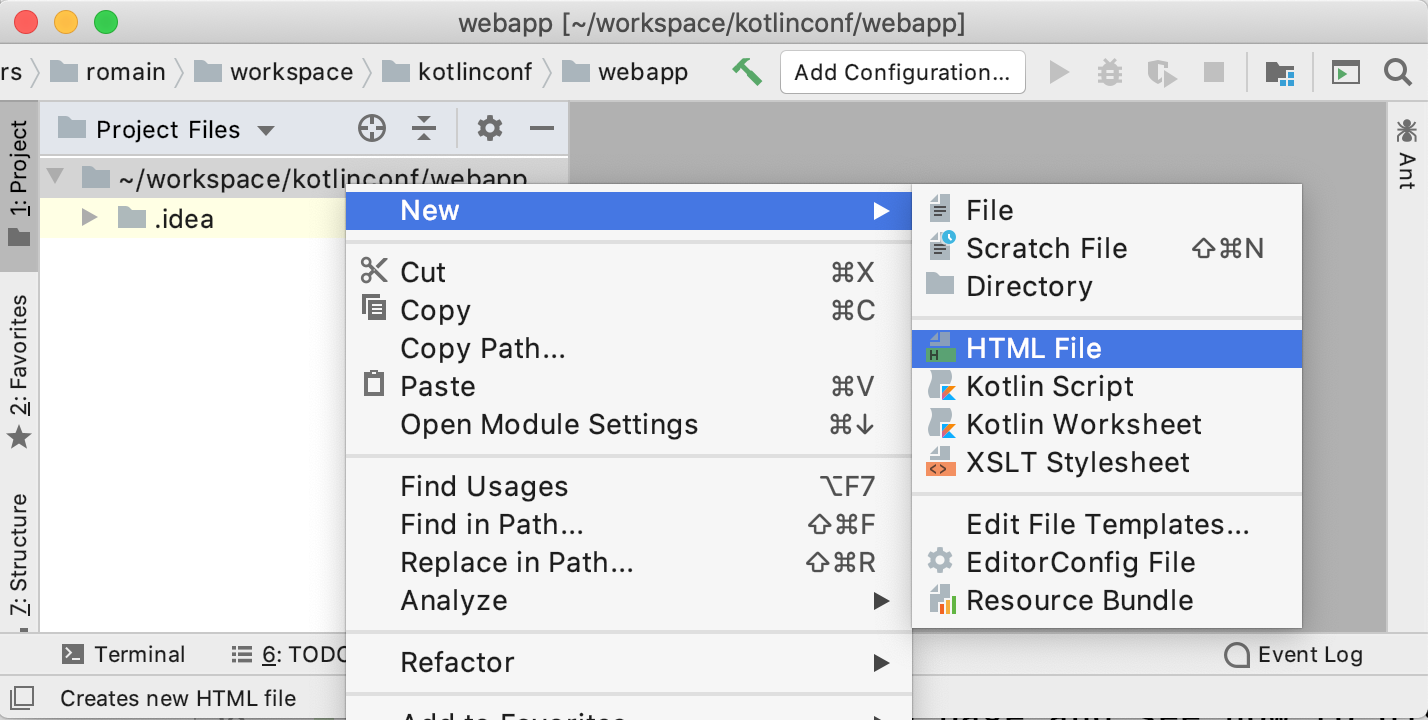 webapp [~/workspace/kotlinconf/webapp]
rs romain workspace kotlinconf webapp Add Configuration...
1: Project
Project Files
~/workspace/kotlinconf/webapp
.idea
2: Favorites
7: Structure
Ant
New
Cut ⌘X
Copy ⌘C
Copy Path...
Paste ⌘V
Open Module Settings ⌘↓
Find Usages ⌥F7
Find in Path... ⇧⌘F
Replace in Path... ⇧⌘R
Analyze
Refactor
Add to Favorites
File
Scratch File ⇧⌘N
Directory
HTML File
Kotlin Script
Kotlin Worksheet
XSLT Stylesheet
Edit File Templates...
EditorConfig File
Resource Bundle
Terminal 6: TODO Event Log
Creates new HTML file